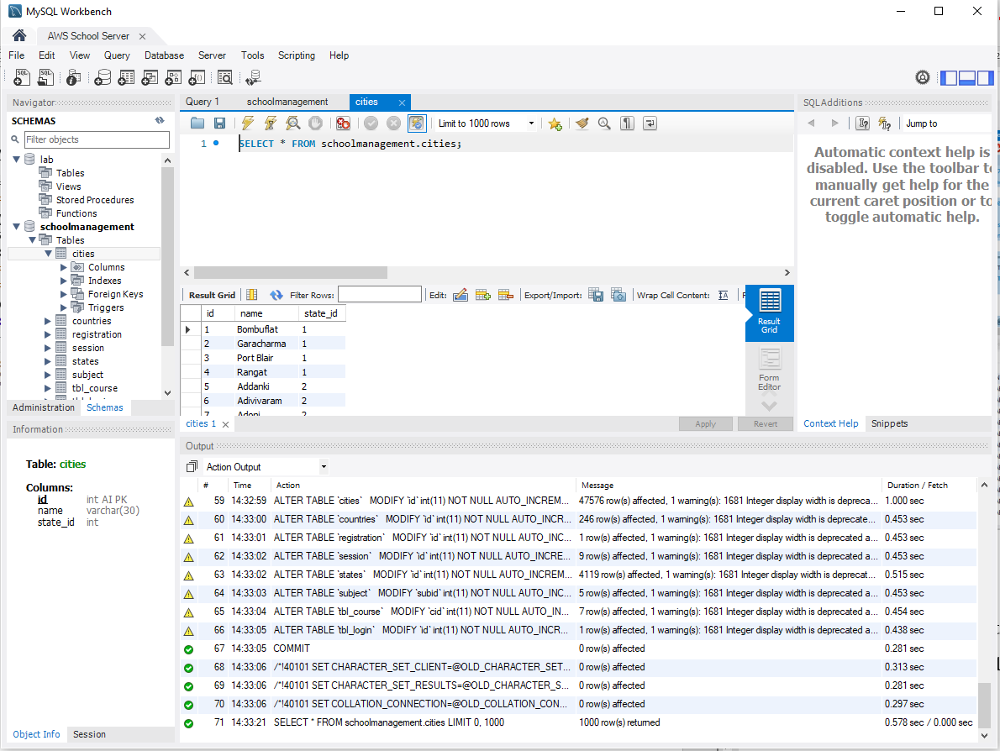 MySQL Workbench
AWS School Server
File Edit View Query Database Server Tools Scripting Help
Navigator
SCHEMAS
Filter objects
lab
Tables
Views
Stored Procedures
Functions
schoolmanagement
Tables
cities
Columns
Indexes
Foreign Keys
Triggers
countries
registration
session
states
subject
tbl_course
Administration Schemas
Information
Table: cities
Columns:
id int AI PK
name varchar(30)
state_id int
Object Info Session
Query 1 schoolmanagement cities
Limit to 1000 rows
1 SELECT * FROM schoolmanagement.cities;
Result Grid Filter Rows: Edit: Export/Import: Wrap Cell Content: IA
id name state_id
1 Bombuflat 1
2 Garacharma 1
3 Port Blair 1
4 Rangat 1
5 Addanki 2
6 Adivivaram 2
7 Adoni 2
Result
Grid
Form
Editor
cities 1
Apply Revert
SQLAdditions
Jump to
Automatic context help is
disabled. Use the toolbar to
manually get help for the
current caret position or to
toggle automatic help.
Context Help Snippets
Output
Action Output
# Time Action Message Duration / Fetch
59 14:32:59 ALTER TABLE `cities` MODIFY `id` int(11) NOT NULL AUTO_INCREM... 47576 row(s) affected, 1 warning(s): 1681 Integer display width is depreca... 1.000 sec
60 14:33:00 ALTER TABLE `countries` MODIFY `id` int(11) NOT NULL AUTO_INCR... 246 row(s) affected, 1 warning(s): 1681 Integer display width is deprecate... 0.453 sec
61 14:33:01 ALTER TABLE `registration` MODIFY `id` int(11) NOT NULL AUTO_INCR... 1 row(s) affected, 1 warning(s): 1681 Integer display width is deprecated a... 0.453 sec
62 14:33:02 ALTER TABLE `session` MODIFY `id` int(11) NOT NULL AUTO_INCRE... 9 row(s) affected, 1 warning(s): 1681 Integer display width is deprecated a... 0.453 sec
63 14:33:02 ALTER TABLE `states` MODIFY `id` int(11) NOT NULL AUTO_INCREM... 4119 row(s) affected, 1 warning(s): 1681 Integer display width is deprecat... 0.515 sec
64 14:33:03 ALTER TABLE `subject` MODIFY `subid` int(11) NOT NULL AUTO_INC... 5 row(s) affected, 1 warning(s): 1681 Integer display width is deprecated a... 0.453 sec
65 14:33:04 ALTER TABLE `tbl_course` MODIFY `cid` int(11) NOT NULL AUTO_IN... 7 row(s) affected, 1 warning(s): 1681 Integer display width is deprecated a... 0.454 sec
66 14:33:05 ALTER TABLE `tbl_login` MODIFY `id` int(11) NOT NULL AUTO_INCR... 1 row(s) affected, 1 warning(s): 1681 Integer display width is deprecated a... 0.438 sec
67 14:33:05 COMMIT 0 row(s) affected 0.281 sec
68 14:33:06 /*!40101 SET CHARACTER_SET_CLIENT=@OLD_CHARACTER_SET... 0 row(s) affected 0.313 sec
69 14:33:06 /*!40101 SET CHARACTER_SET_RESULTS=@OLD_CHARACTER_S... 0 row(s) affected 0.281 sec
70 14:33:06 /*!40101 SET COLLATION_CONNECTION=@OLD_COLLATION_CON... 0 row(s) affected 0.297 sec
71 14:33:21 SELECT * FROM schoolmanagement.cities LIMIT 0, 1000 1000 row(s) returned 0.578 sec / 0.000 sec